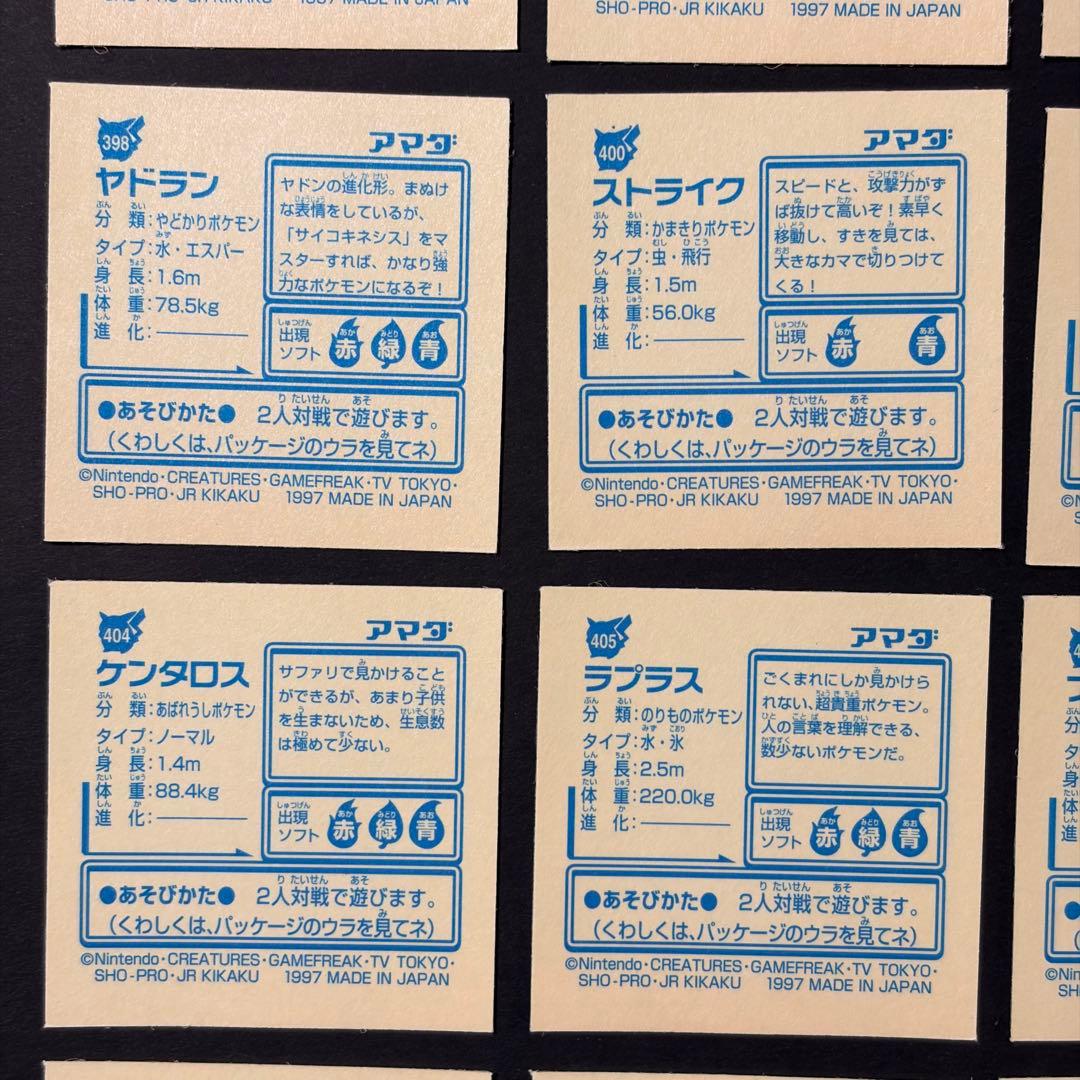 SHO-PRO・JR KIKAKU 1997 MADE IN JAPAN
SHO-PRO・JR KIKAKU 1997 MADE IN JAPAN
398
アマダ
ヤドラン
分類:やどかりポケモン
タイプ:水・エスパー
身長:1.6m
体重:78.5kg
進化:
ヤドンの進化形。まぬけ
な表情をしているが、
「サイコキネシス」をマ
スターすれば、かなり強
力なポケモンになるぞ!
出現
ソフト
赤 緑 青
●あそびかた● 2人対戦で遊びます。
(くわしくは、パッケージのウラを見てネ)
©Nintendo・CREATURES・GAMEFREAK・TV TOKYO・
SHO-PRO・JR KIKAKU 1997 MADE IN JAPAN
400
アマダ
ストライク
分類:かまきりポケモン
タイプ:虫・飛行
身長:1.5m
体重:56.0kg
進化:
スピードと、攻撃力がず
ば抜けて高いぞ!素早く
移動し、すきを見ては、
大きなカマで切りつけて
くる!
出現
ソフト
赤 青
●あそびかた● 2人対戦で遊びます。
(くわしくは、パッケージのウラを見てネ)
©Nintendo・CREATURES・GAMEFREAK・TV TOKYO・
SHO-PRO・JR KIKAKU 1997 MADE IN JAPAN
404
アマダ
ケンタロス
分類:あばれうしポケモン
タイプ:ノーマル
身長:1.4m
体重:88.4kg
進化:
サファリで見かけること
ができるが、あまり子供
を生まないため、生息数
は極めて少ない。
出現
ソフト
赤 緑 青
●あそびかた● 2人対戦で遊びます。
(くわしくは、パッケージのウラを見てネ)
©Nintendo・CREATURES・GAMEFREAK・TV TOKYO・
SHO-PRO・JR KIKAKU 1997 MADE IN JAPAN
405
アマダ
ラプラス
分類:のりものポケモン
タイプ:水・氷
身長:2.5m
体重:220.0kg
進化:
ごくまれにしか見かけら
れない、超貴重ポケモン。
人の言葉を理解できる、
数少ないポケモンだ。
出現
ソフト
赤 緑 青
●あそびかた● 2人対戦で遊びます。
(くわしくは、パッケージのウラを見てネ)
©Nintendo・CREATURES・GAMEFREAK・TV TOKYO・
SHO-PRO・JR KIKAKU 1997 MADE IN JAPAN